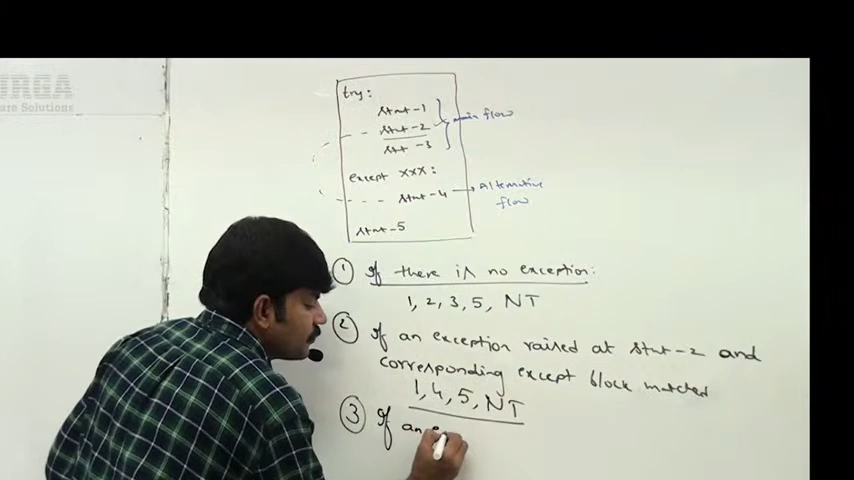 URGA
are Solutions
try:
stmt-1
stmt-2
main flow
stt-3
except xxx:
stmt-4
Alternative
flow
stmt-5
① If there is no exception:
1, 2, 3, 5, NT
② If an exception raised at stmt-2 and
corresponding except block matched
1, 4, 5, NT
③ If an e